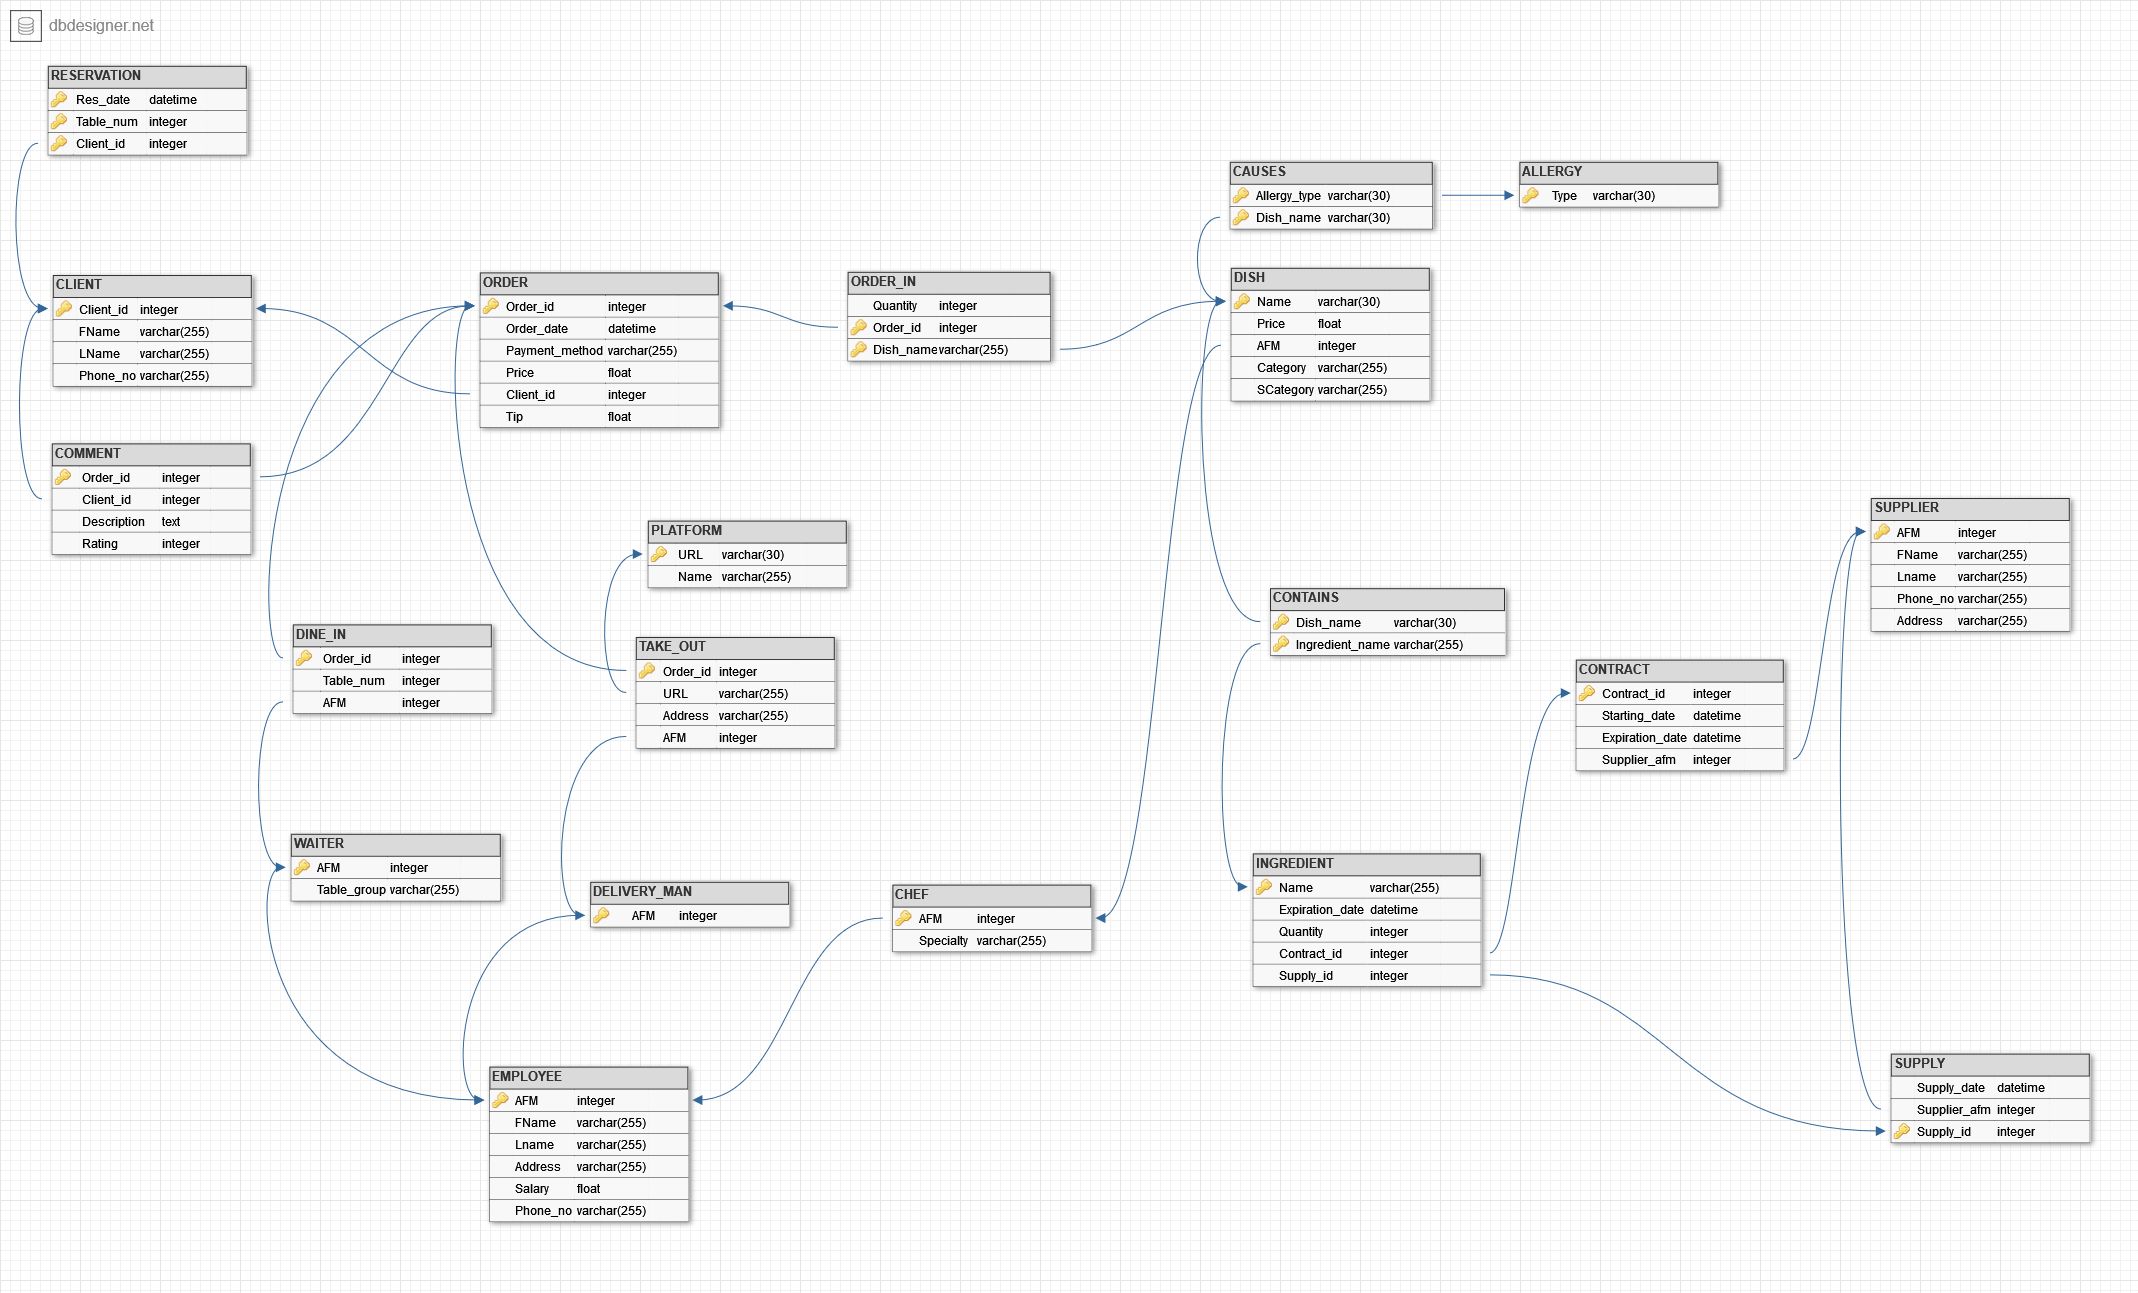 dbdesigner.net
RESERVATION
Res_date datetime
Table_num integer
Client_id integer
CLIENT
Client_id integer
FName varchar(255)
LName varchar(255)
Phone_no varchar(255)
COMMENT
Order_id integer
Client_id integer
Description text
Rating integer
ORDER
Order_id integer
Order_date datetime
Payment_method varchar(255)
Price float
Client_id integer
Tip float
ORDER_IN
Quantity integer
Order_id integer
Dish_name varchar(255)
CAUSES
Allergy_type varchar(30)
Dish_name varchar(30)
ALLERGY
Type varchar(30)
DISH
Name varchar(30)
Price float
AFM integer
Category varchar(255)
SCategory varchar(255)
PLATFORM
URL varchar(30)
Name varchar(255)
DINE_IN
Order_id integer
Table_num integer
AFM integer
TAKE_OUT
Order_id integer
URL varchar(255)
Address varchar(255)
AFM integer
CONTAINS
Dish_name varchar(30)
Ingredient_name varchar(255)
SUPPLIER
AFM integer
FName varchar(255)
Lname varchar(255)
Phone_no varchar(255)
Address varchar(255)
CONTRACT
Contract_id integer
Starting_date datetime
Expiration_date datetime
Supplier_afm integer
WAITER
AFM integer
Table_group varchar(255)
DELIVERY_MAN
AFM integer
CHEF
AFM integer
Specialty varchar(255)
INGREDIENT
Name varchar(255)
Expiration_date datetime
Quantity integer
Contract_id integer
Supply_id integer
EMPLOYEE
AFM integer
FName varchar(255)
Lname varchar(255)
Address varchar(255)
Salary float
Phone_no varchar(255)
SUPPLY
Supply_date datetime
Supplier_afm integer
Supply_id integer